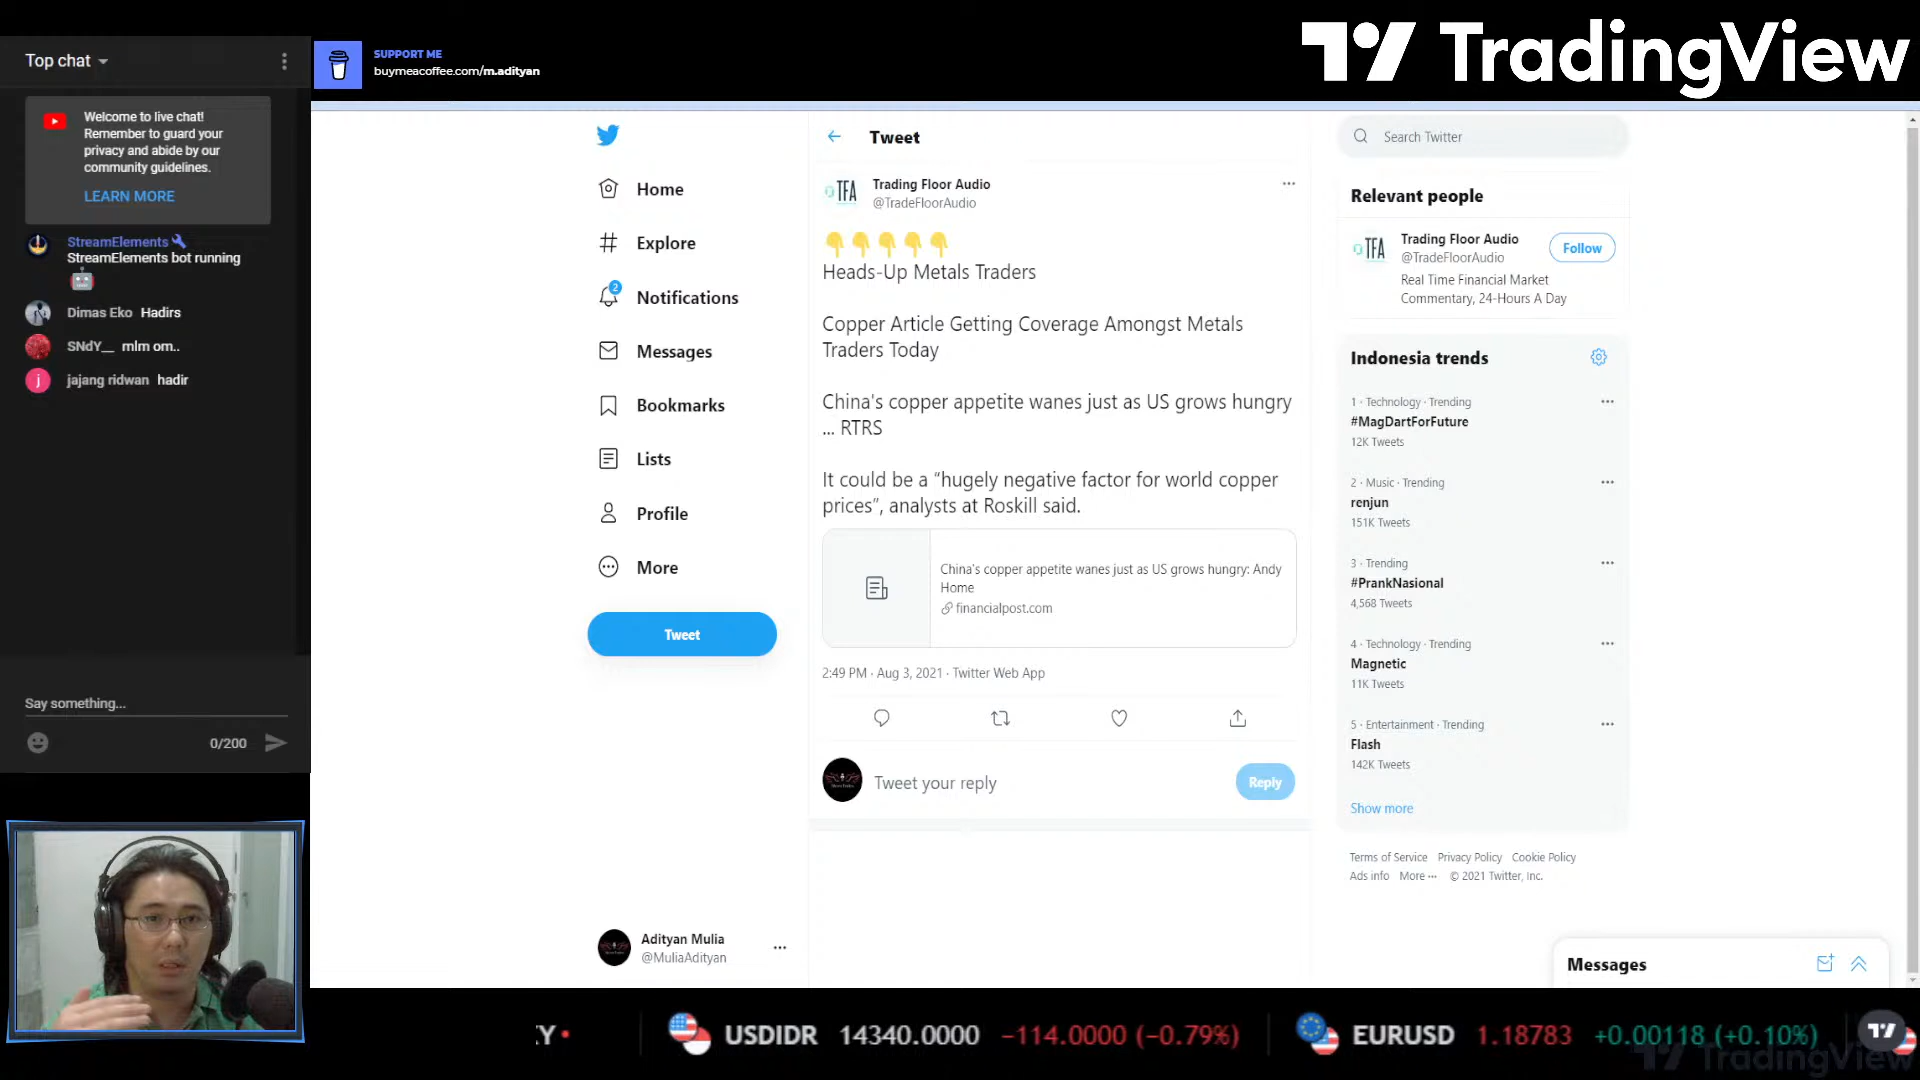 Top chat
SUPPORT ME
buymeacoffee.com/m.adityan
TradingView
Welcome to live chat!
Remember to guard your
privacy and abide by our
community guidelines.
LEARN MORE
StreamElements
StreamElements bot running
Dimas Eko Hadirs
SNdY__ mlm om..
jajang ridwan hadir
Say something...
0/200
Home
Explore
2
Notifications
Messages
Bookmarks
Lists
Profile
More
Tweet
Adityan Mulia
@MuliaAdityan
Tweet
TFA
Trading Floor Audio
@TradeFloorAudio
👇👇👇👇👇
Heads-Up Metals Traders
Copper Article Getting Coverage Amongst Metals
Traders Today
China's copper appetite wanes just as US grows hungry
... RTRS
It could be a “hugely negative factor for world copper
prices”, analysts at Roskill said.
China's copper appetite wanes just as US grows hungry: Andy
Home
financialpost.com
2:49 PM · Aug 3, 2021 · Twitter Web App
Tweet your reply
Reply
Search Twitter
Relevant people
TFA
Trading Floor Audio
@TradeFloorAudio
Follow
Real Time Financial Market
Commentary, 24-Hours A Day
Indonesia trends
1 · Technology · Trending
#MagDartForFuture
12K Tweets
2 · Music · Trending
renjun
151K Tweets
3 · Trending
#PrankNasional
4,568 Tweets
4 · Technology · Trending
Magnetic
11K Tweets
5 · Entertainment · Trending
Flash
142K Tweets
Show more
Terms of Service Privacy Policy Cookie Policy
Ads info More ··· © 2021 Twitter, Inc.
Messages
USDIDR 14340.0000 −114.0000 (−0.79%) EURUSD 1.18783 +0.00118 (+0.10%)
TradingView